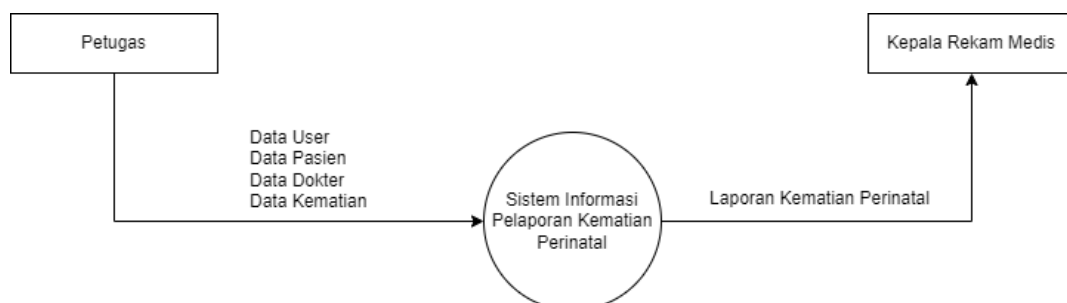 Petugas
Kepala Rekam Medis
Data User
Data Pasien
Data Dokter
Data Kematian
Sistem Informasi
Pelaporan Kematian
Perinatal
Laporan Kematian Perinatal